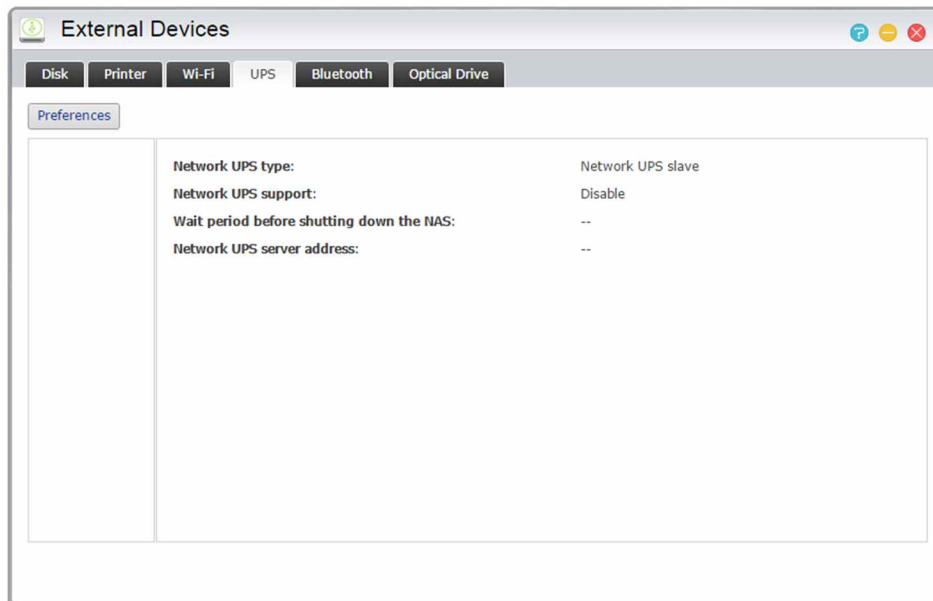 External Devices
Disk Printer Wi-Fi UPS Bluetooth Optical Drive
Preferences
Network UPS type: Network UPS slave
Network UPS support: Disable
Wait period before shutting down the NAS: --
Network UPS server address: --